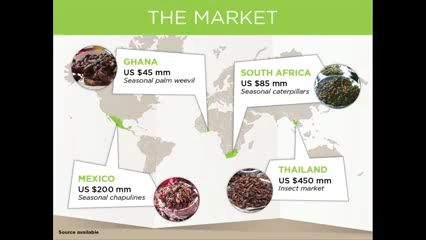 THE MARKET
GHANA
US $45 mm
Seasonal palm weevil
SOUTH AFRICA
US $85 mm
Seasonal caterpillars
MEXICO
US $200 mm
Seasonal chapulines
THAILAND
US $450 mm
Insect market
Source available